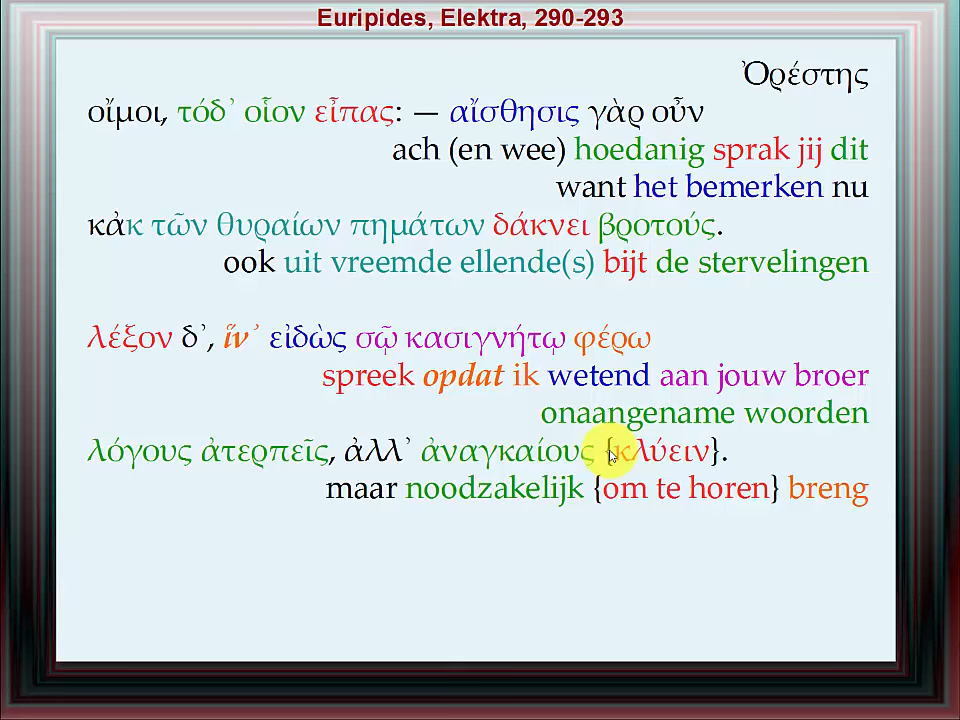 Euripides, Elektra, 290-293
Ὀρέστης
οἴμοι, τόδ᾽ οἷον εἶπας: — αἴσθησις γὰρ οὖν
ach (en wee) hoedanig sprak jij dit
want het bemerken nu
κἀκ τῶν θυραίων πημάτων δάκνει βροτούς.
ook uit vreemde ellende(s) bijt de stervelingen
λέξον δ᾽, ἵν᾽ εἰδὼς σῷ κασιγνήτῳ φέρω
spreek opdat ik wetend aan jouw broer
onaangename woorden
λόγους ἀτερπεῖς, ἀλλ᾽ ἀναγκαίους {κλύειν}.
maar noodzakelijk {om te horen} breng